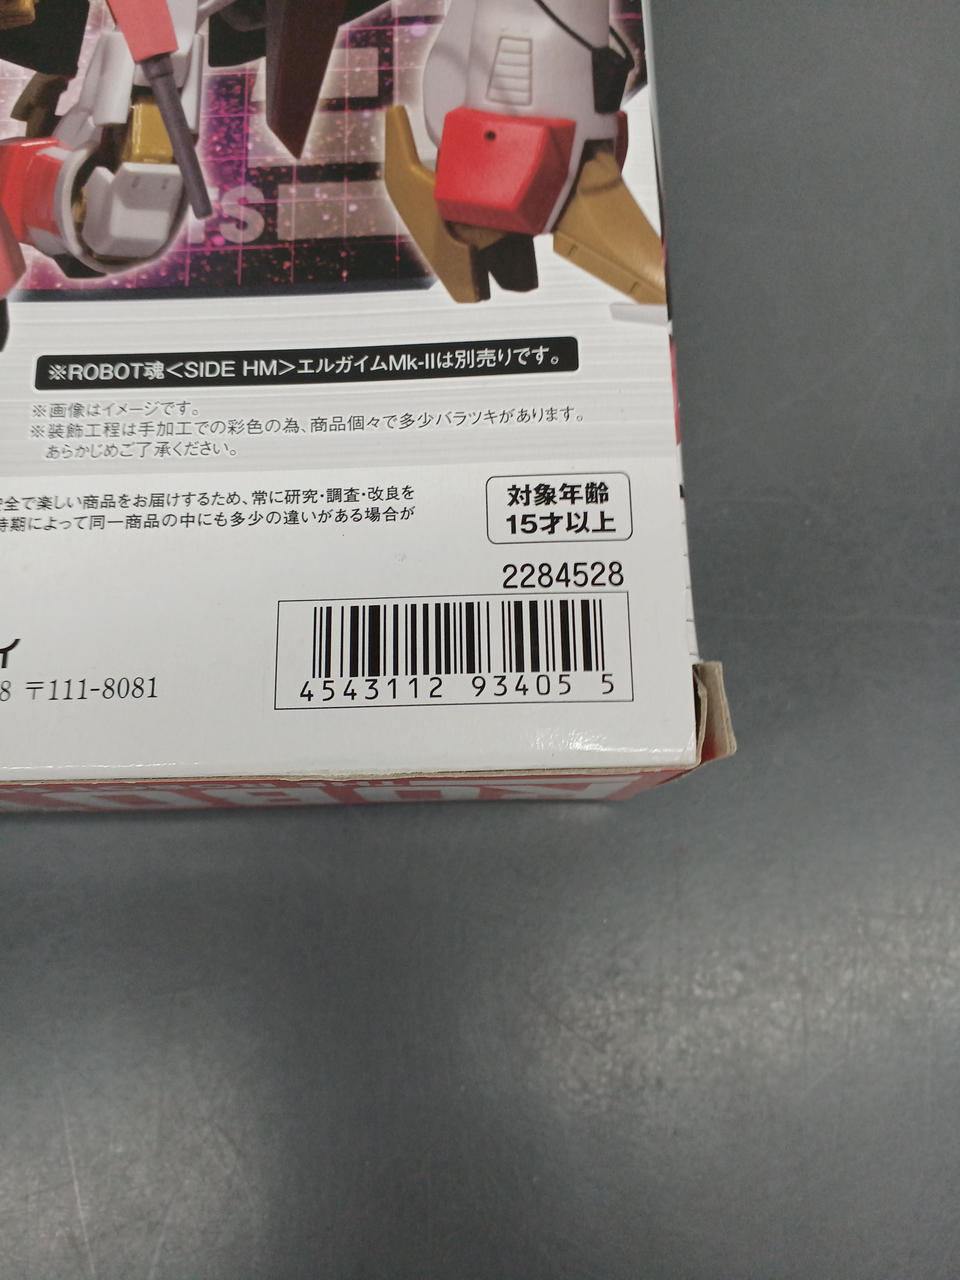 TS
※ROBOT魂<SIDE HM>エルガイムMk-IIは別売りです。
※画像はイメージです。
※装飾工程は手加工での彩色の為、商品個々で多少バラツキがあります。
あらかじめご了承ください。
安全で楽しい商品をお届けするため、常に研究・調査・改良を
時期によって同一商品の中にも多少の違いがある場合が
対象年齢
15才以上
2284528
イ
8 〒111-8081
4543112 934055